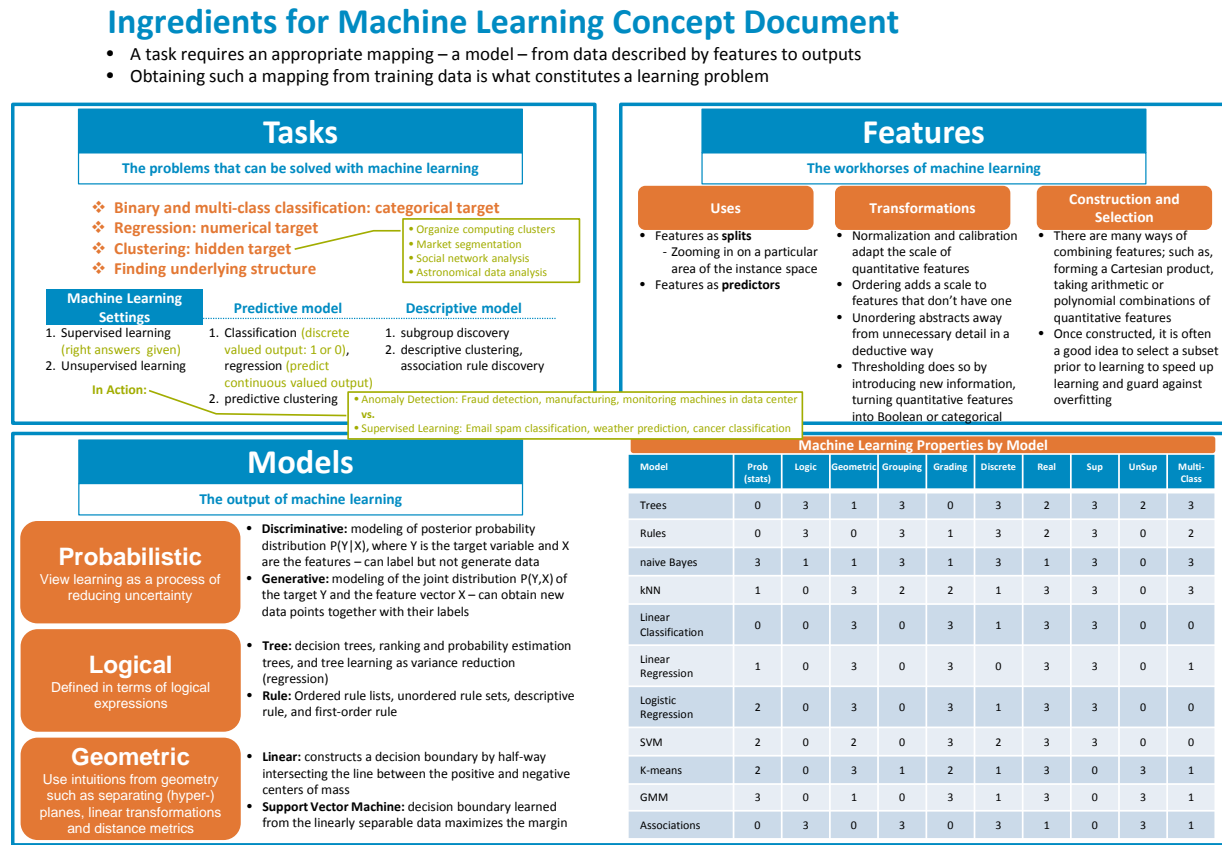 Ingredients for Machine Learning Concept Document
• A task requires an appropriate mapping – a model – from data described by features to outputs
• Obtaining such a mapping from training data is what constitutes a learning problem
Tasks
The problems that can be solved with machine learning
❖ Binary and multi-class classification: categorical target
❖ Regression: numerical target
❖ Clustering: hidden target
❖ Finding underlying structure
• Organize computing clusters
• Market segmentation
• Social network analysis
• Astronomical data analysis
Machine Learning
Settings
1. Supervised learning
(right answers given)
2. Unsupervised learning
In Action:
Predictive model
1. Classification (discrete
valued output: 1 or 0),
regression (predict
continuous valued output)
2. predictive clustering
Descriptive model
1. subgroup discovery
2. descriptive clustering,
association rule discovery
• Anomaly Detection: Fraud detection, manufacturing, monitoring machines in data center
vs.
• Supervised Learning: Email spam classification, weather prediction, cancer classification
Features
The workhorses of machine learning
Uses
• Features as splits
- Zooming in on a particular
area of the instance space
• Features as predictors
Transformations
• Normalization and calibration
adapt the scale of
quantitative features
• Ordering adds a scale to
features that don't have one
• Unordering abstracts away
from unnecessary detail in a
deductive way
• Thresholding does so by
introducing new information,
turning quantitative features
into Boolean or categorical
Construction and
Selection
• There are many ways of
combining features; such as,
forming a Cartesian product,
taking arithmetic or
polynomial combinations of
quantitative features
• Once constructed, it is often
a good idea to select a subset
prior to learning to speed up
learning and guard against
overfitting
Models
The output of machine learning
Probabilistic
View learning as a process of
reducing uncertainty
• Discriminative: modeling of posterior probability
distribution P(Y|X), where Y is the target variable and X
are the features – can label but not generate data
• Generative: modeling of the joint distribution P(Y,X) of
the target Y and the feature vector X – can obtain new
data points together with their labels
Logical
Defined in terms of logical
expressions
• Tree: decision trees, ranking and probability estimation
trees, and tree learning as variance reduction
(regression)
• Rule: Ordered rule lists, unordered rule sets, descriptive
rule, and first-order rule
Geometric
Use intuitions from geometry
such as separating (hyper-)
planes, linear transformations
and distance metrics
• Linear: constructs a decision boundary by half-way
intersecting the line between the positive and negative
centers of mass
• Support Vector Machine: decision boundary learned
from the linearly separable data maximizes the margin
Machine Learning Properties by Model
Model Prob (stats) Logic Geometric Grouping Grading Discrete Real Sup UnSup Multi-Class
Trees 0 3 1 3 0 3 2 3 2 3
Rules 0 3 0 3 1 3 2 3 0 2
naive Bayes 3 1 1 3 1 3 1 3 0 3
kNN 1 0 3 2 2 1 3 3 0 3
Linear Classification 0 0 3 0 3 1 3 3 0 0
Linear Regression 1 0 3 0 3 0 3 3 0 1
Logistic Regression 2 0 3 0 3 1 3 3 0 0
SVM 2 0 2 0 3 2 3 3 0 0
K-means 2 0 3 1 2 1 3 0 3 1
GMM 3 0 1 0 3 1 3 0 3 1
Associations 0 3 0 3 0 3 1 0 3 1